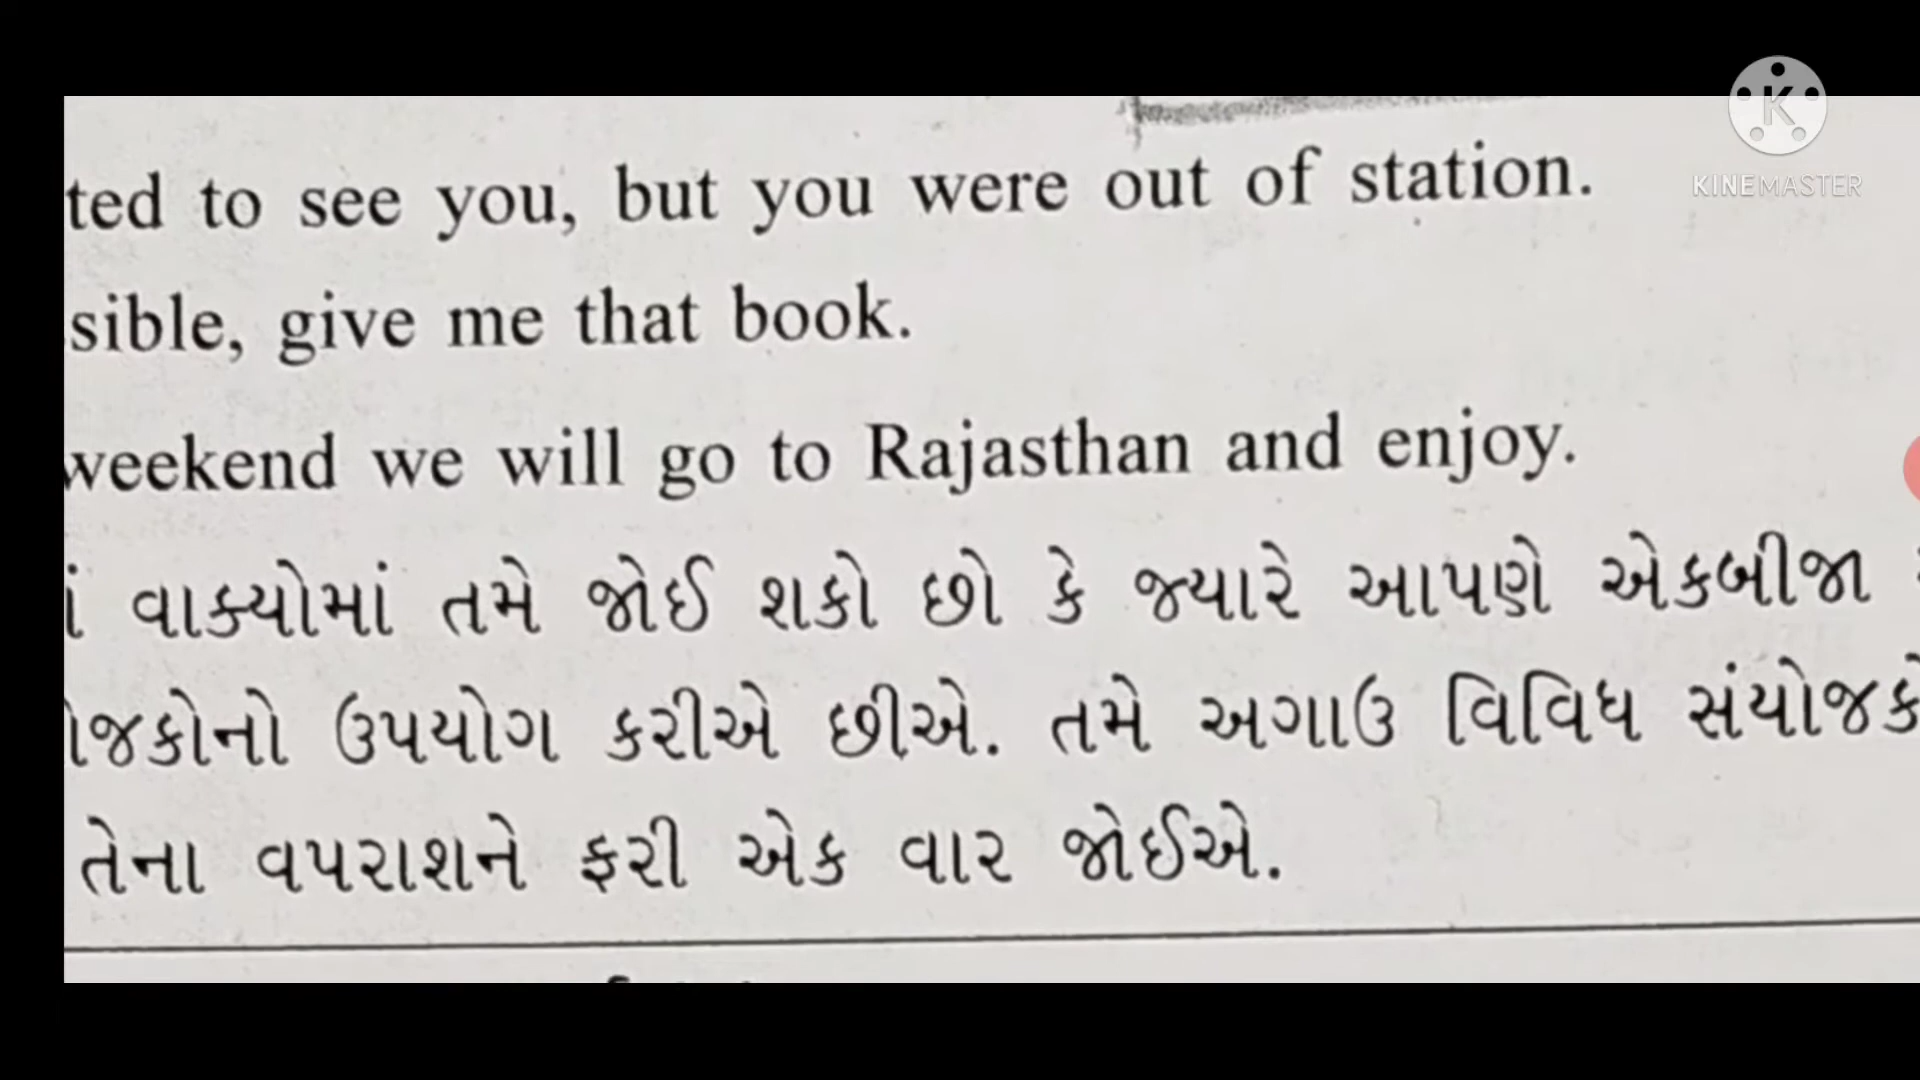 ted to see you, but you were out of station.
sible, give me that book.
weekend we will go to Rajasthan and enjoy.
વાક્યોમાં તમે જોઈ શકો છો કે જ્યારે આપણે એકબીજા
ોજકોનો ઉપયોગ કરીએ છીએ. તમે અગાઉ વિવિધ સંયોજકો
તેના વપરાશને ફરી એક વાર જોઈએ.
K
KINEMASTER